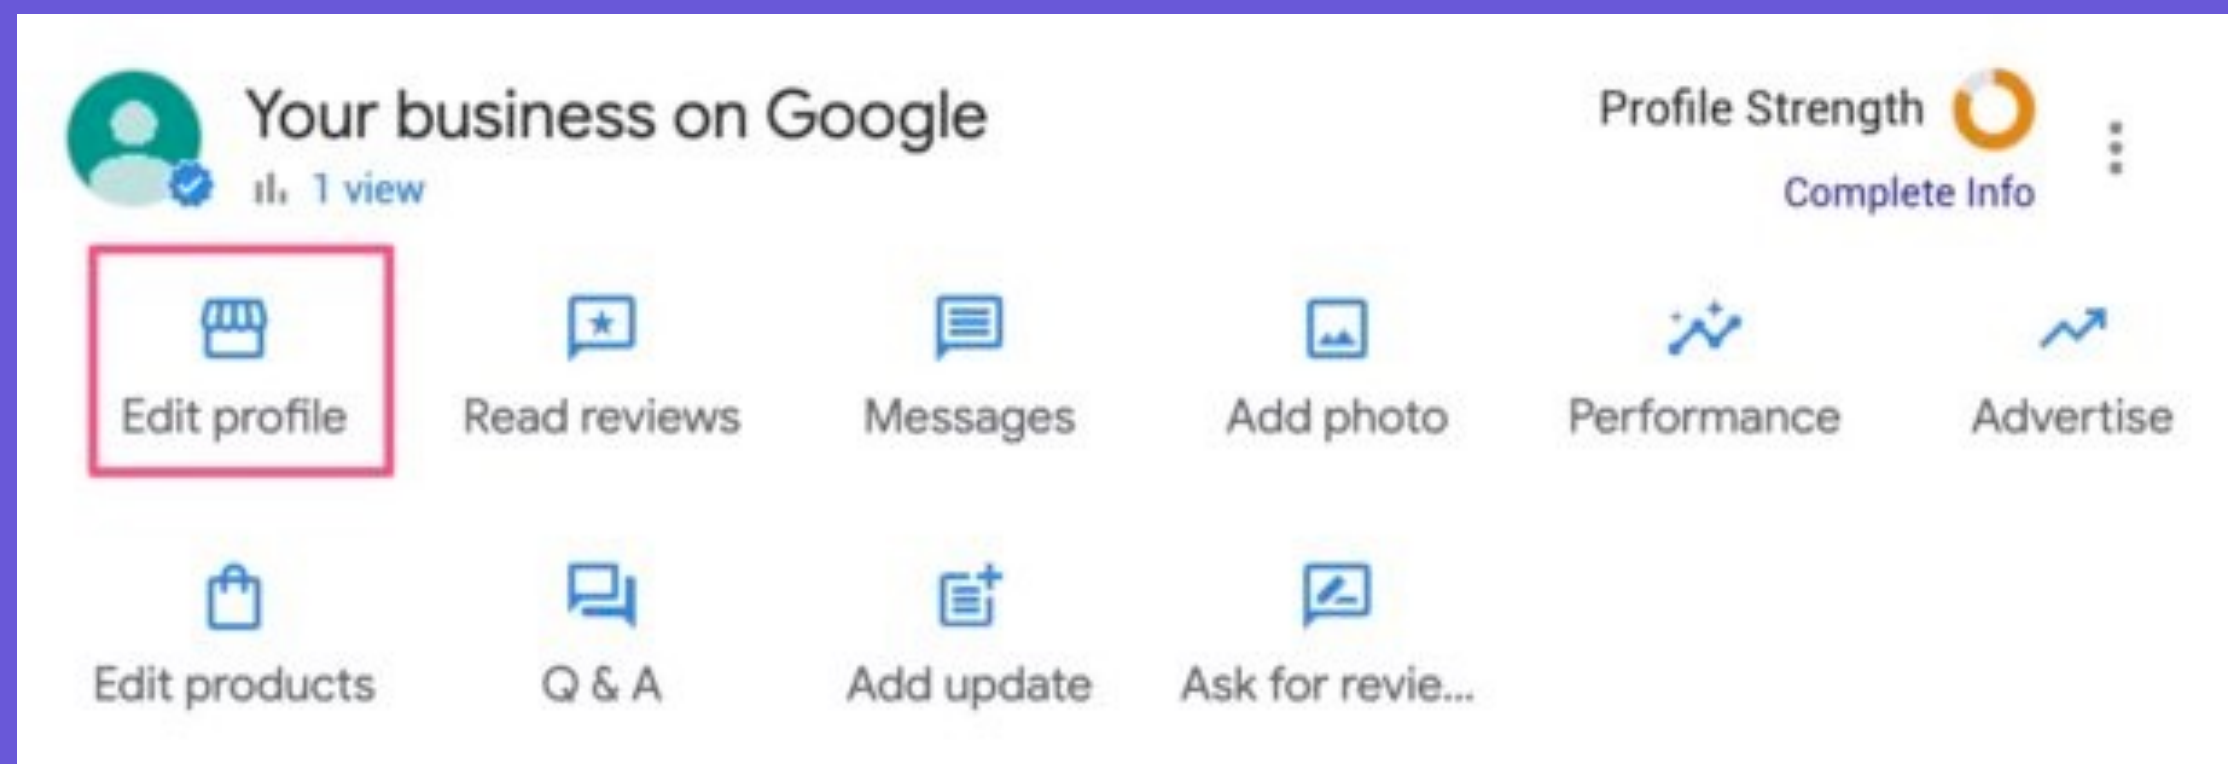 Your business on Google
Profile Strength
1 view
Complete Info
Edit profile
Read reviews
Messages
Add photo
Performance
Advertise
Edit products
Q & A
Add update
Ask for revie...